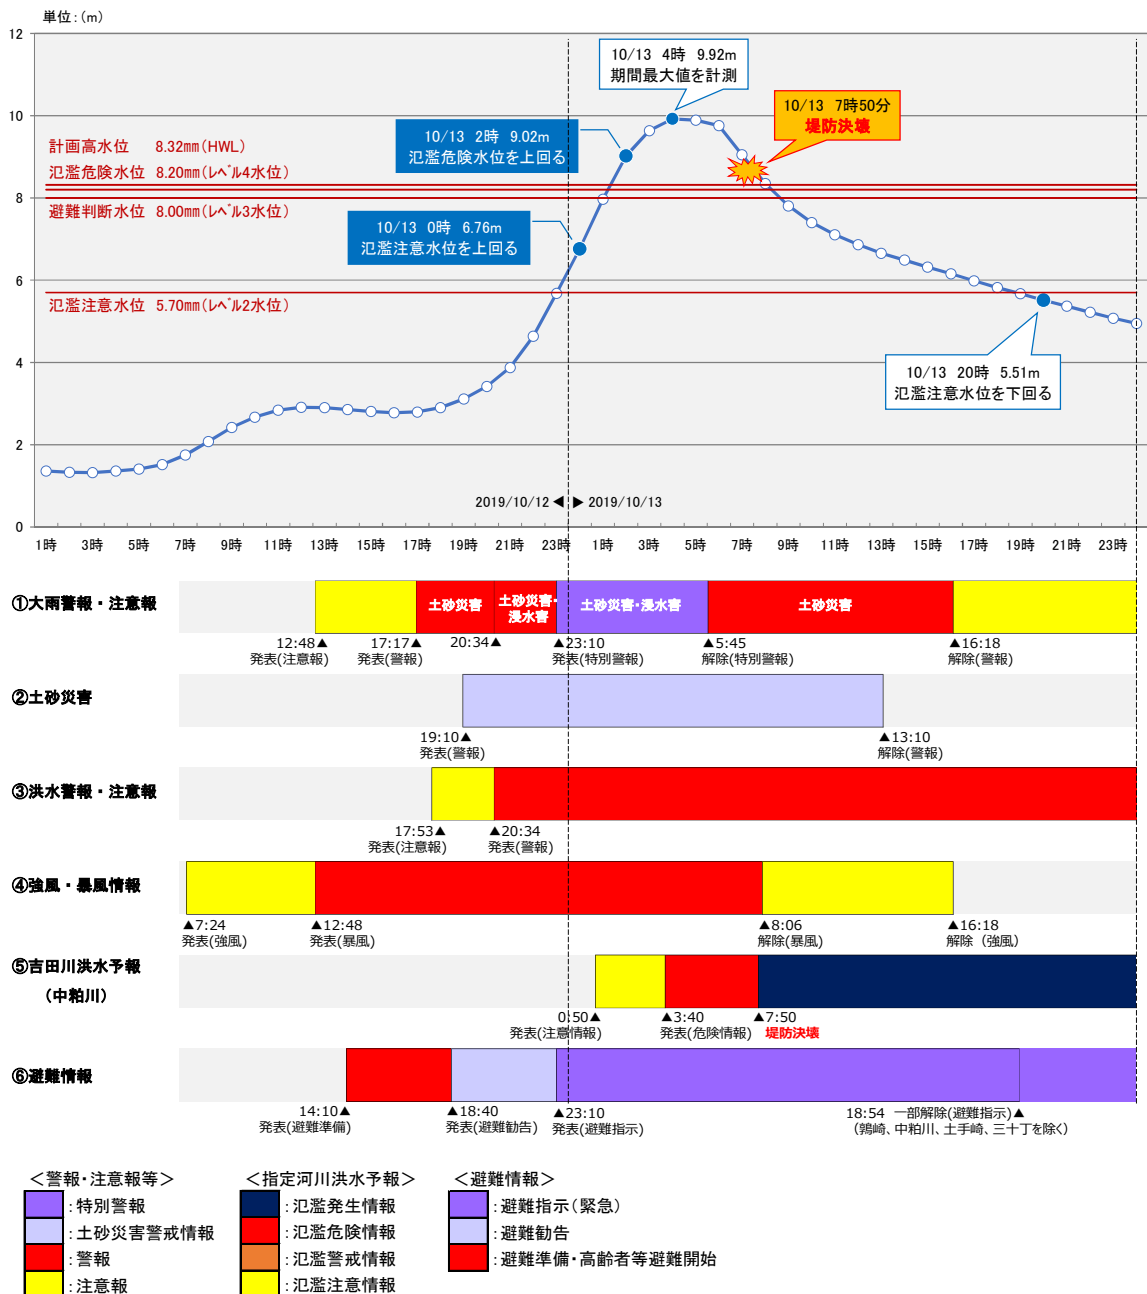 単位：(m)
12
10
8
6
4
2
0
10/13 4時 9.92m
期間最大値を計測
10/13 7時50分
堤防決壊
10/13 2時 9.02m
氾濫危険水位を上回る
計画高水位 8.32mm(HWL)
氾濫危険水位 8.20mm(レベル4水位)
避難判断水位 8.00mm(レベル3水位)
10/13 0時 6.76m
氾濫注意水位を上回る
氾濫注意水位 5.70mm(レベル2水位)
10/13 20時 5.51m
氾濫注意水位を下回る
2019/10/12 ◀ ▶ 2019/10/13
1時 3時 5時 7時 9時 11時 13時 15時 17時 19時 21時 23時 1時 3時 5時 7時 9時 11時 13時 15時 17時 19時 21時 23時
①大雨警報・注意報
土砂災害
土砂災害・
浸水害
土砂災害・浸水害
土砂災害
12:48▲ 17:17▲ 20:34▲ ▲23:10 ▲5:45 ▲16:18
発表(注意報) 発表(警報) 発表(特別警報) 解除(特別警報) 解除(警報)
②土砂災害
19:10▲ ▲13:10
発表(警報) 解除(警報)
③洪水警報・注意報
17:53▲ ▲20:34
発表(注意報) 発表(警報)
④強風・暴風情報
▲7:24 ▲12:48 ▲8:06 ▲16:18
発表(強風) 発表(暴風) 解除(暴風) 解除（強風）
⑤吉田川洪水予報
（中粕川）
0:50▲ ▲3:40 ▲7:50
発表(注意情報) 発表(危険情報) 堤防決壊
⑥避難情報
14:10▲ ▲18:40 ▲23:10 18:54 一部解除(避難指示)▲
発表(避難準備) 発表(避難勧告) 発表(避難指示) (鶉崎、中粕川、土手崎、三十丁を除く)
＜警報・注意報等＞ ＜指定河川洪水予報＞ ＜避難情報＞
：特別警報 ：氾濫発生情報 ：避難指示（緊急）
：土砂災害警戒情報 ：氾濫危険情報 ：避難勧告
：警報 ：氾濫警戒情報 ：避難準備・高齢者等避難開始
：注意報 ：氾濫注意情報